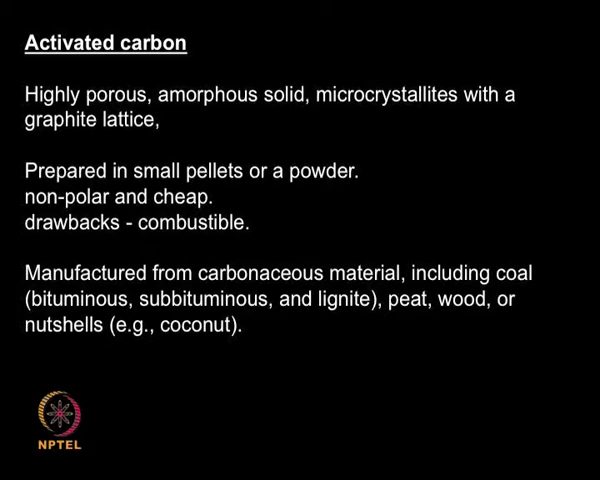 Activated carbon
Highly porous, amorphous solid, microcrystallites with a
graphite lattice,
Prepared in small pellets or a powder.
non-polar and cheap.
drawbacks - combustible.
Manufactured from carbonaceous material, including coal
(bituminous, subbituminous, and lignite), peat, wood, or
nutshells (e.g., coconut).
NPTEL